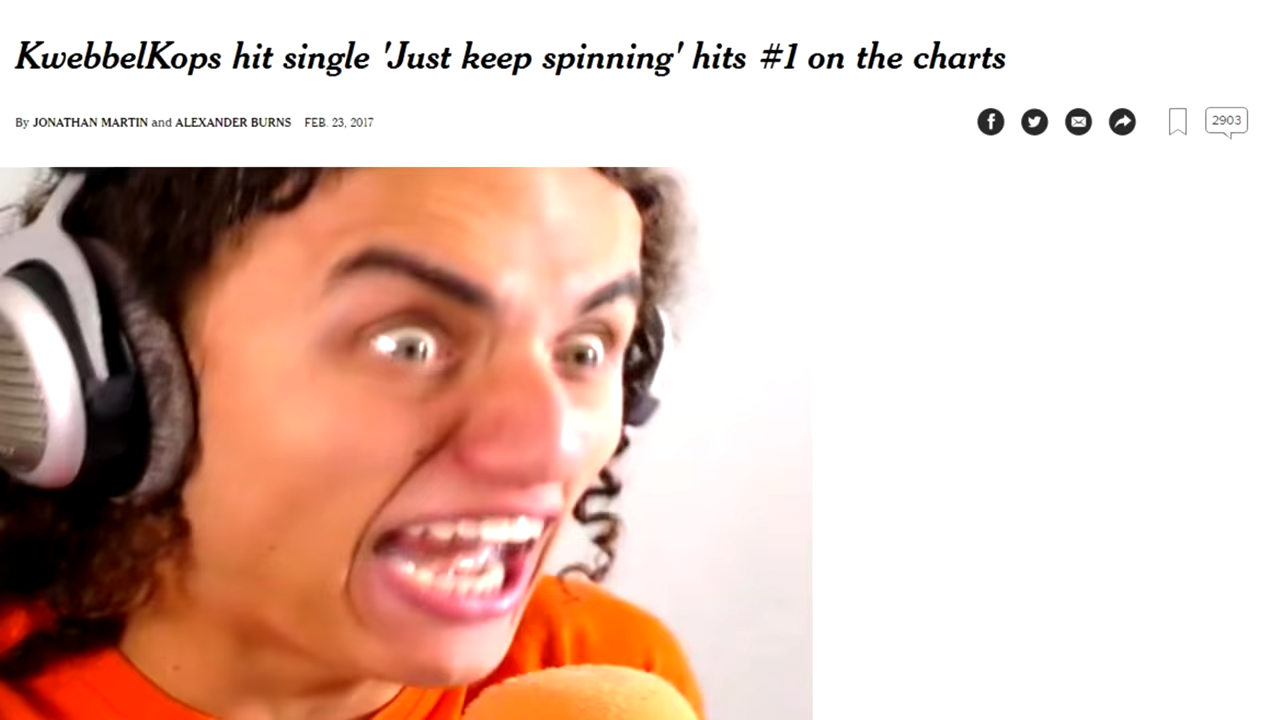 KwebbelKops hit single 'Just keep spinning' hits #1 on the charts
By JONATHAN MARTIN and ALEXANDER BURNS FEB. 23, 2017
2903